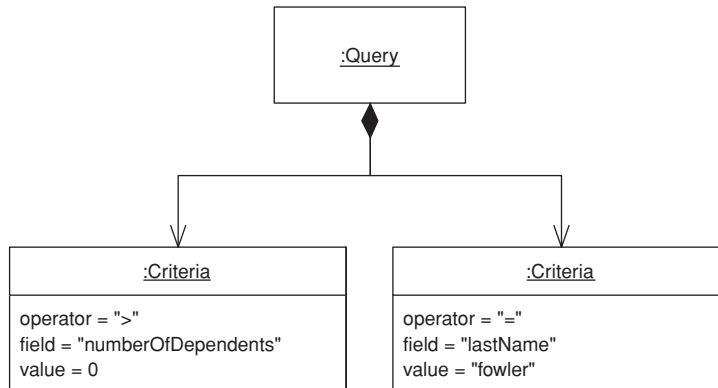 :Query
:Criteria
operator = ">"
field = "numberOfDependents"
value = 0
:Criteria
operator = "="
field = "lastName"
value = "fowler"